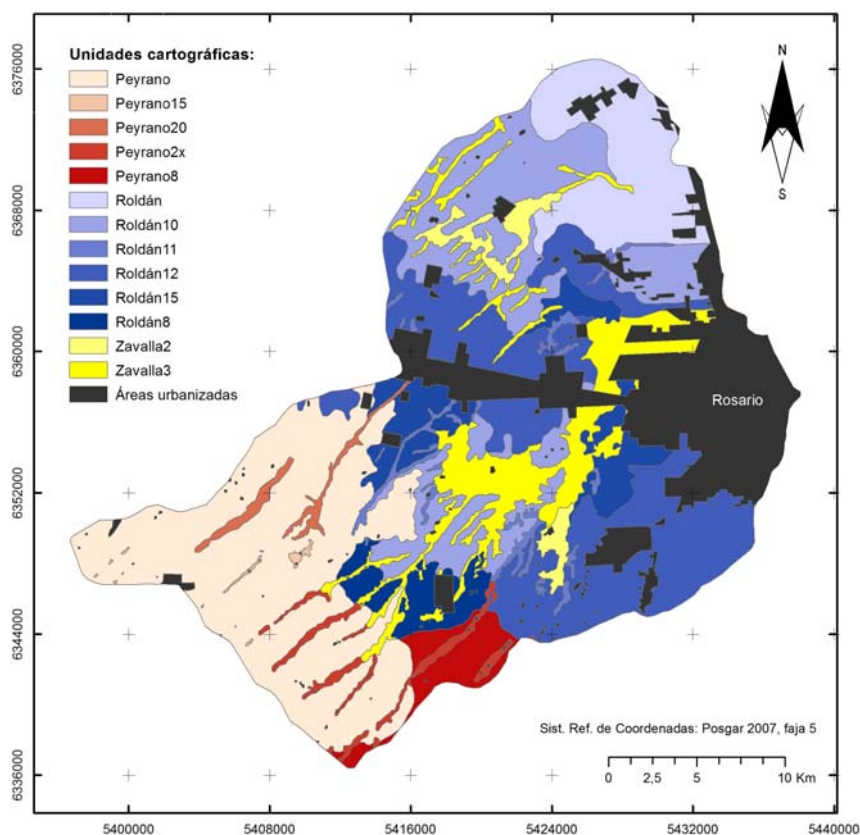 Unidades cartográficas:
Peyrano
Peyrano15
Peyrano20
Peyrano2x
Peyrano8
Roldán
Roldán10
Roldán11
Roldán12
Roldán15
Roldán8
Zavalla2
Zavalla3
Áreas urbanizadas
N
S
Rosario
Sist. Ref. de Coordenadas: Posgar 2007, faja 5
0 2,5 5 10 Km
6376000
6368000
6360000
6352000
6344000
6336000
5400000 5408000 5416000 5424000 5432000 5440000